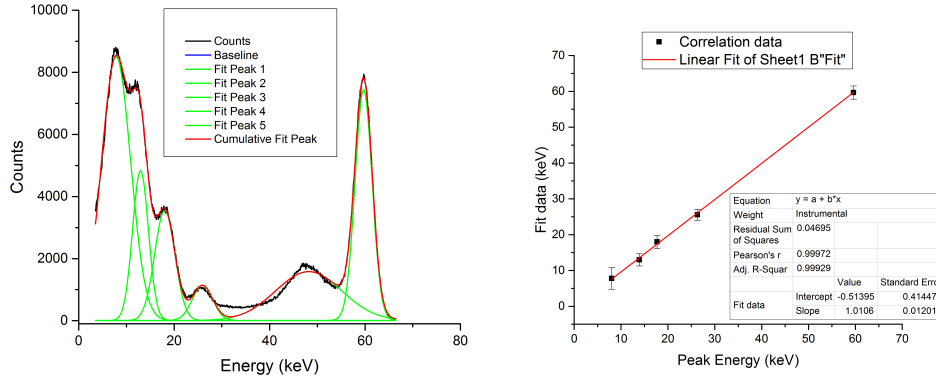 Counts
Baseline
Fit Peak 1
Fit Peak 2
Fit Peak 3
Fit Peak 4
Fit Peak 5
Cumulative Fit Peak
10000
8000
6000
4000
2000
0
Counts
0 20 40 60 80
Energy (keV)
Correlation data
Linear Fit of Sheet1 B"Fit"
70
60
50
40
30
20
10
0
Fit data (keV)
Equation y = a + b*x
Weight Instrumental
Residual Sum of Squares 0.04695
Pearson's r 0.99972
Adj. R-Squar 0.99929
Value Standard Erro
Fit data Intercept -0.51395 0.41447
Slope 1.0106 0.01201
0 10 20 30 40 50 60 70
Peak Energy (keV)